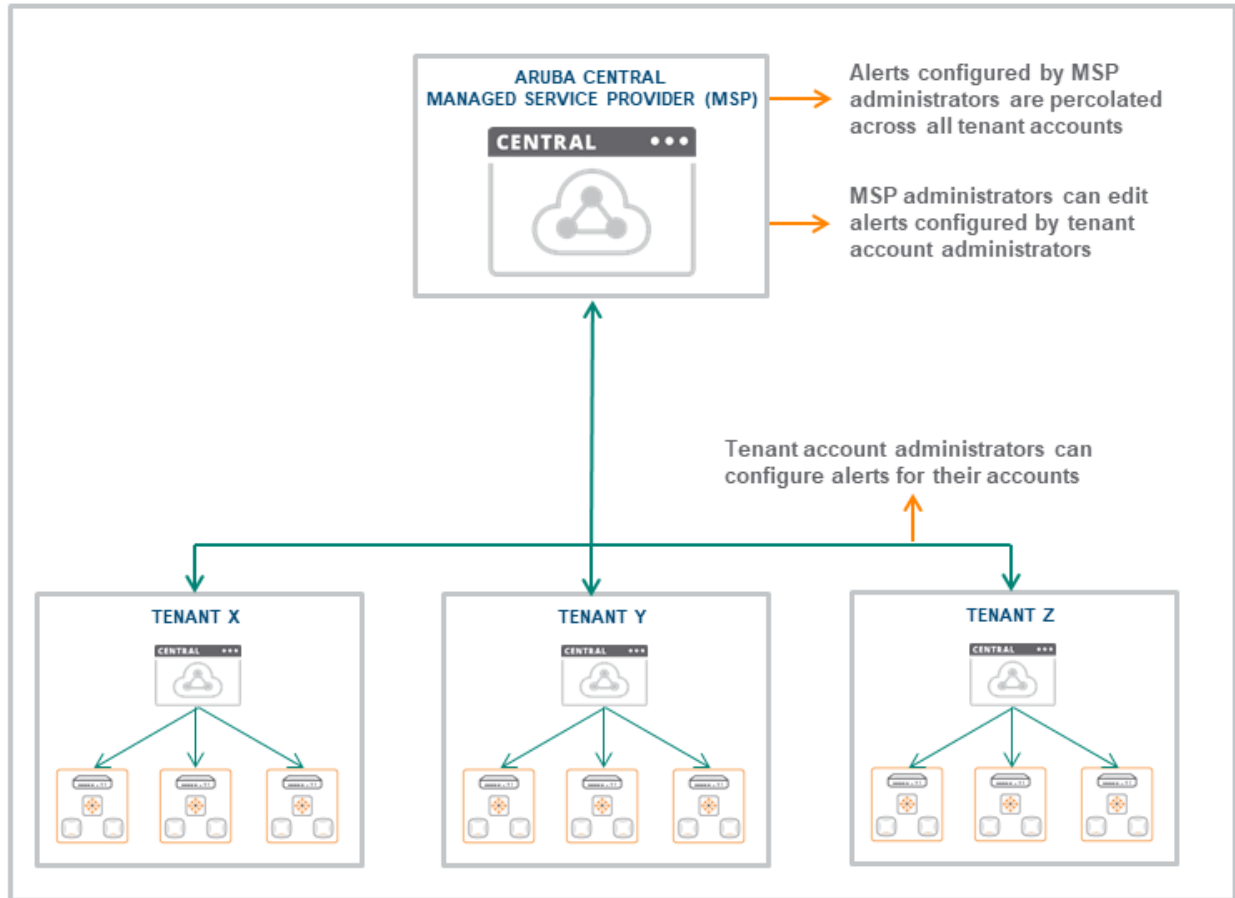 ARUBA CENTRAL
MANAGED SERVICE PROVIDER (MSP)
CENTRAL
Alerts configured by MSP
administrators are percolated
across all tenant accounts
MSP administrators can edit
alerts configured by tenant
account administrators
Tenant account administrators can
configure alerts for their accounts
TENANT X
CENTRAL
TENANT Y
CENTRAL
TENANT Z
CENTRAL